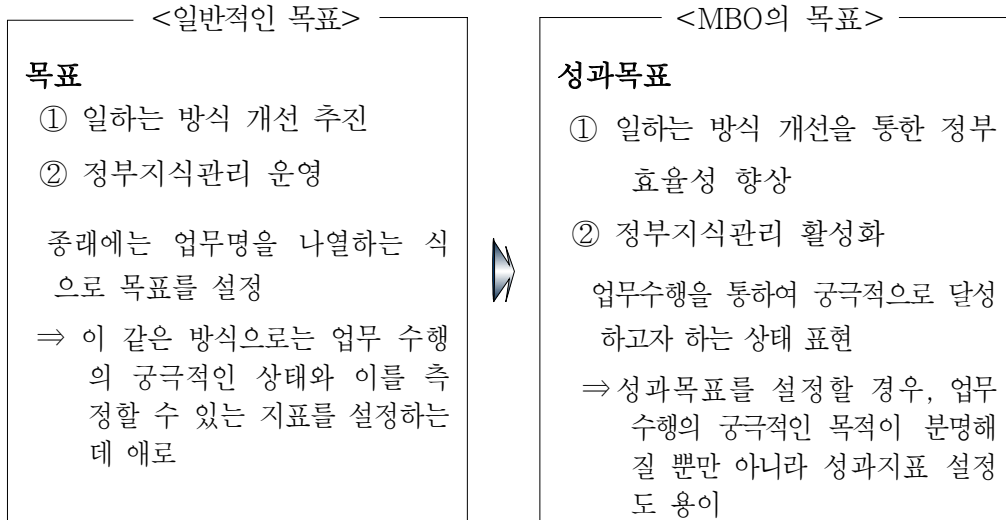 <일반적인 목표>
목표
① 일하는 방식 개선 추진
② 정부지식관리 운영
종래에는 업무명을 나열하는 식
으로 목표를 설정
⇒ 이 같은 방식으로는 업무 수행
의 궁극적인 상태와 이를 측
정할 수 있는 지표를 설정하는
데 애로
<MBO의 목표>
성과목표
① 일하는 방식 개선을 통한 정부
효율성 향상
② 정부지식관리 활성화
업무수행을 통하여 궁극적으로 달성
하고자 하는 상태 표현
⇒성과목표를 설정할 경우, 업무
수행의 궁극적인 목적이 분명해
질 뿐만 아니라 성과지표 설정
도 용이